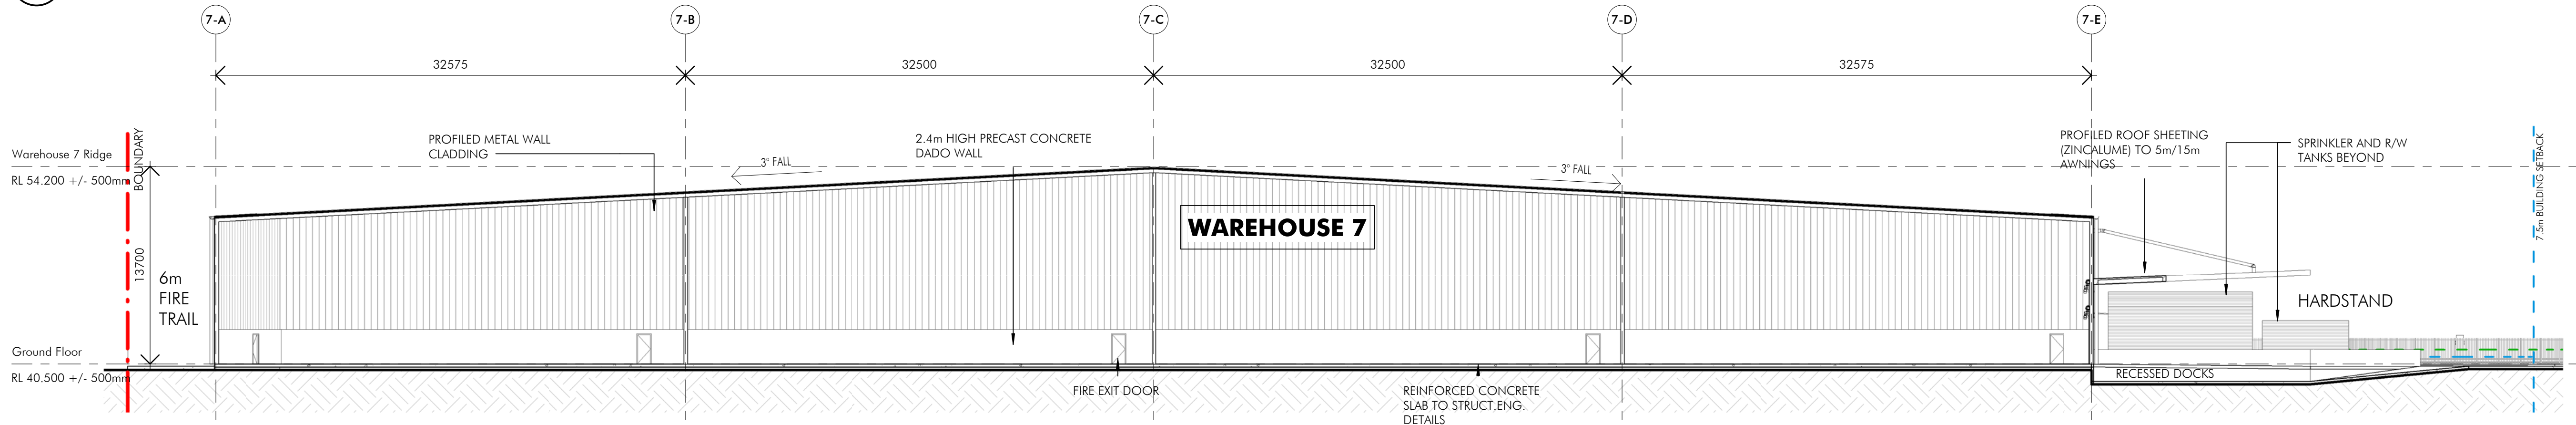 7-A
7-B
7-C
7-D
7-E
32575
32500
32500
32575
BOUNDARY
PROFILED METAL WALL
CLADDING
2.4m HIGH PRECAST CONCRETE
DADO WALL
PROFILED ROOF SHEETING
(ZINCALUME) TO 5m/15m
AWNINGS
SPRINKLER AND R/W
TANKS BEYOND
7.5m BUILDING SETBACK
Warehouse 7 Ridge
RL 54.200 +/- 500mm
3° FALL
3° FALL
WAREHOUSE 7
13700
6m
FIRE
TRAIL
HARDSTAND
Ground Floor
RL 40.500 +/- 500mm
RECESSED DOCKS
FIRE EXIT DOOR
REINFORCED CONCRETE
SLAB TO STRUCT.ENG.
DETAILS